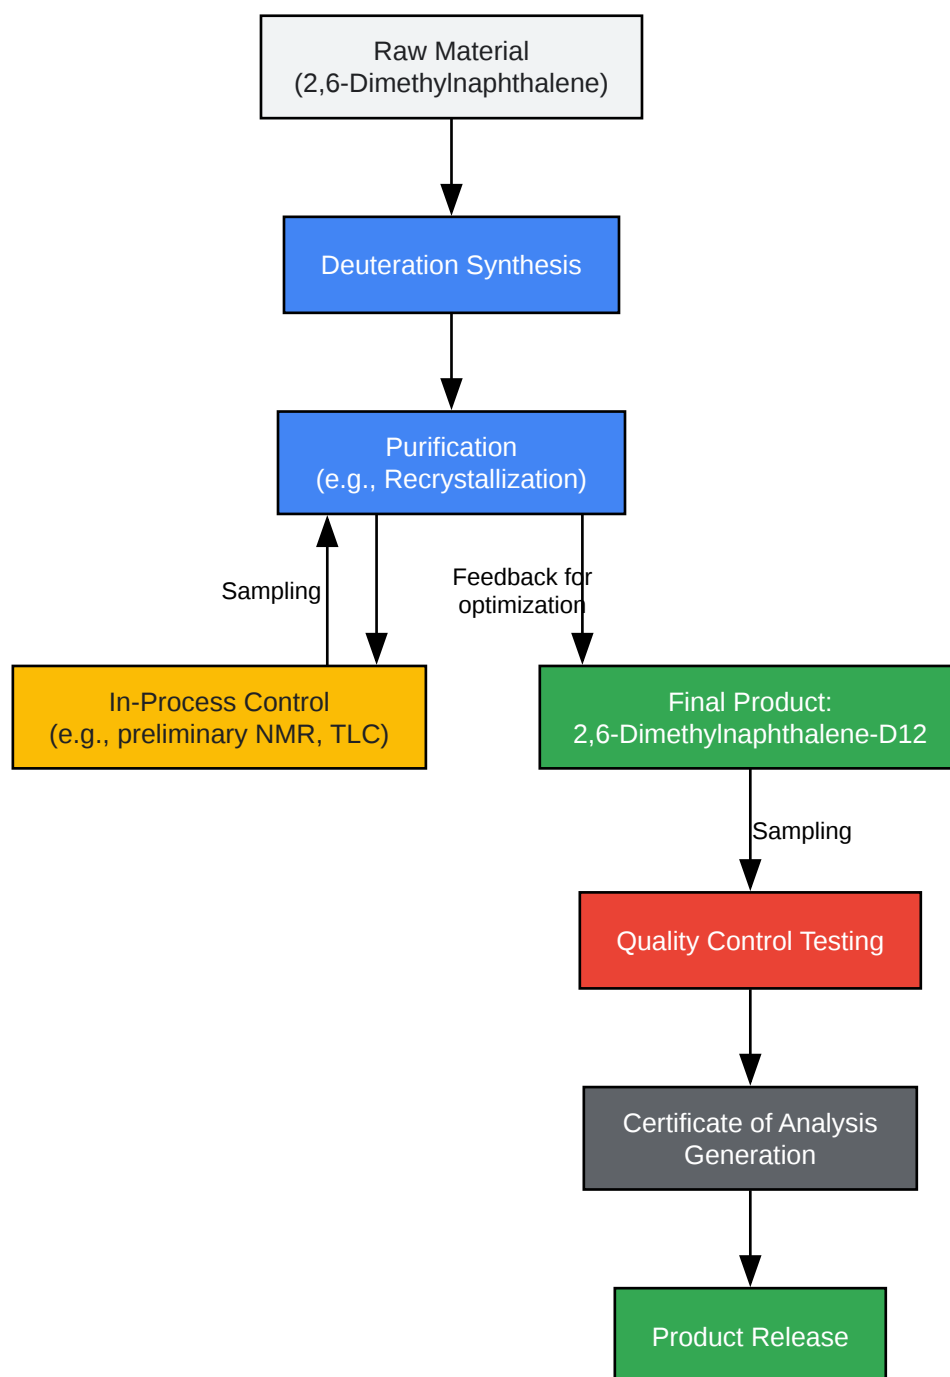 Raw Material
(2,6-Dimethylnaphthalene)
Deuteration Synthesis
Purification
(e.g., Recrystallization)
Sampling
Feedback for
optimization
In-Process Control
(e.g., preliminary NMR, TLC)
Final Product:
2,6-Dimethylnaphthalene-D12
Sampling
Quality Control Testing
Certificate of Analysis
Generation
Product Release